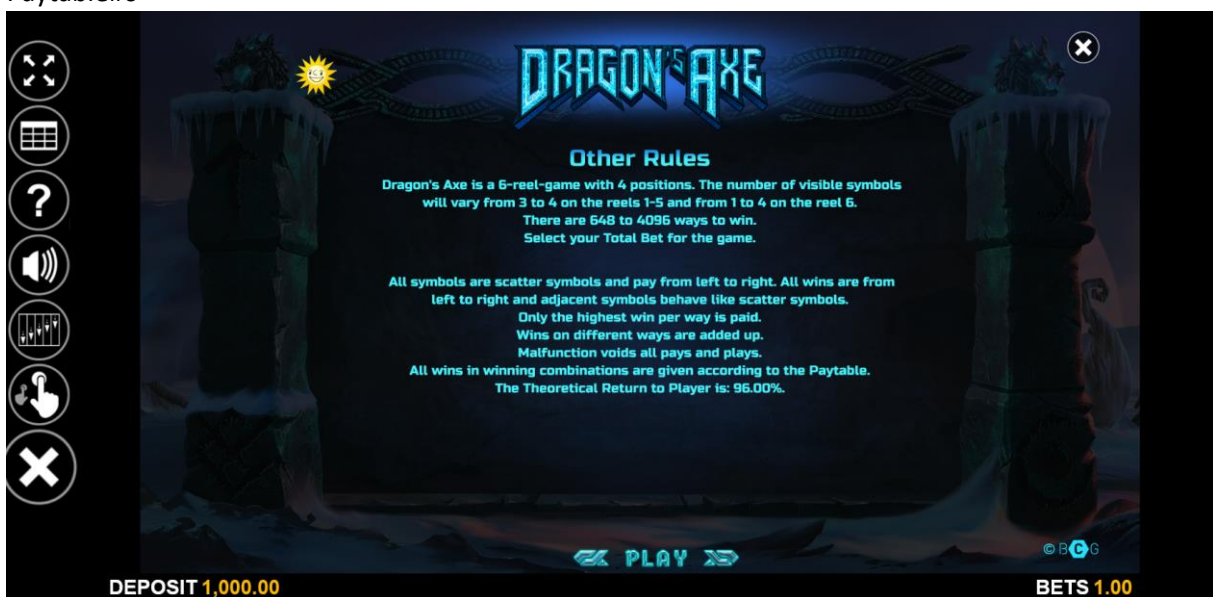 DRAGON'S AXE
Other Rules
Dragon's Axe is a 6-reel-game with 4 positions. The number of visible symbols
will vary from 3 to 4 on the reels 1-5 and from 1 to 4 on the reel 6.
There are 648 to 4096 ways to win.
Select your Total Bet for the game.
All symbols are scatter symbols and pay from left to right. All wins are from
left to right and adjacent symbols behave like scatter symbols.
Only the highest win per way is paid.
Wins on different ways are added up.
Malfunction voids all pays and plays.
All wins in winning combinations are given according to the Paytable.
The Theoretical Return to Player is: 96.00%.
PLAY
© BCG
DEPOSIT 1,000.00 BETS 1.00